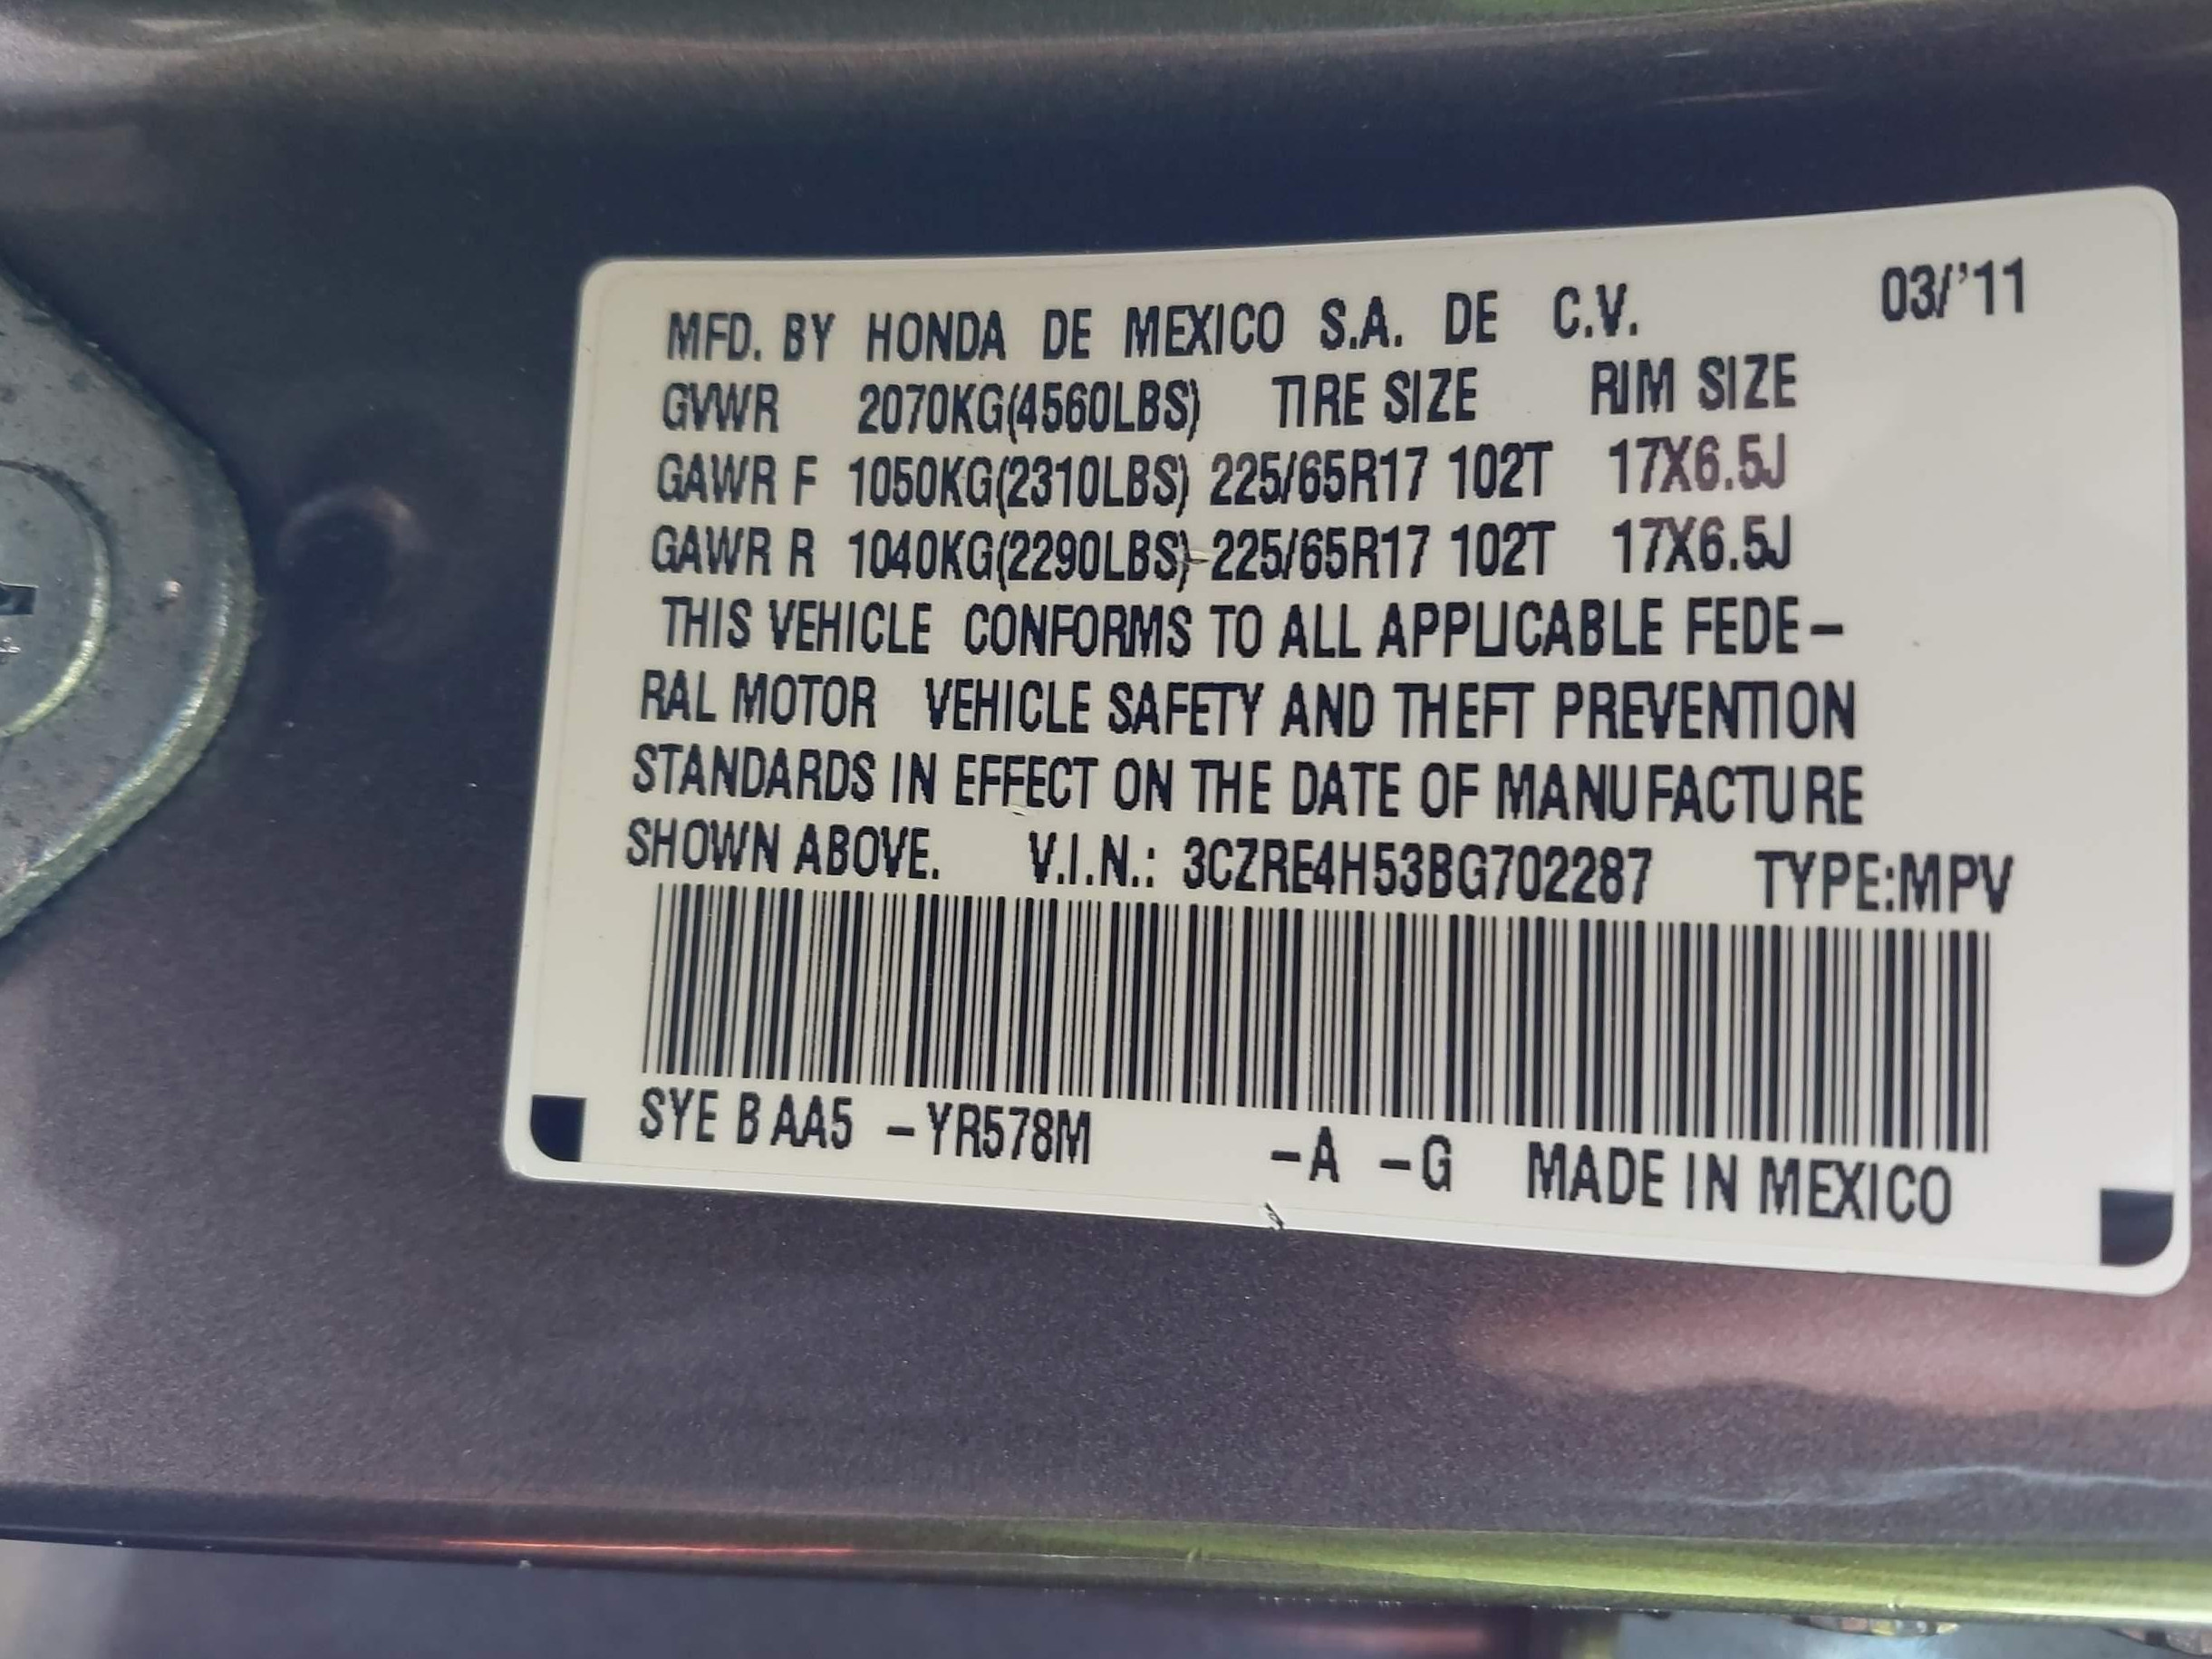 MFD. BY HONDA DE MEXICO S.A. DE C.V. 03/'11
GVWR 2070KG(4560LBS) TIRE SIZE RIM SIZE
GAWR F 1050KG(2310LBS) 225/65R17 102T 17X6.5J
GAWR R 1040KG(2290LBS) 225/65R17 102T 17X6.5J
THIS VEHICLE CONFORMS TO ALL APPLICABLE FEDE-
RAL MOTOR VEHICLE SAFETY AND THEFT PREVENTION
STANDARDS IN EFFECT ON THE DATE OF MANUFACTURE
SHOWN ABOVE. V.I.N.: 3CZRE4H53BG702287 TYPE:MPV
SYE B AA5 -YR578M -A -G MADE IN MEXICO